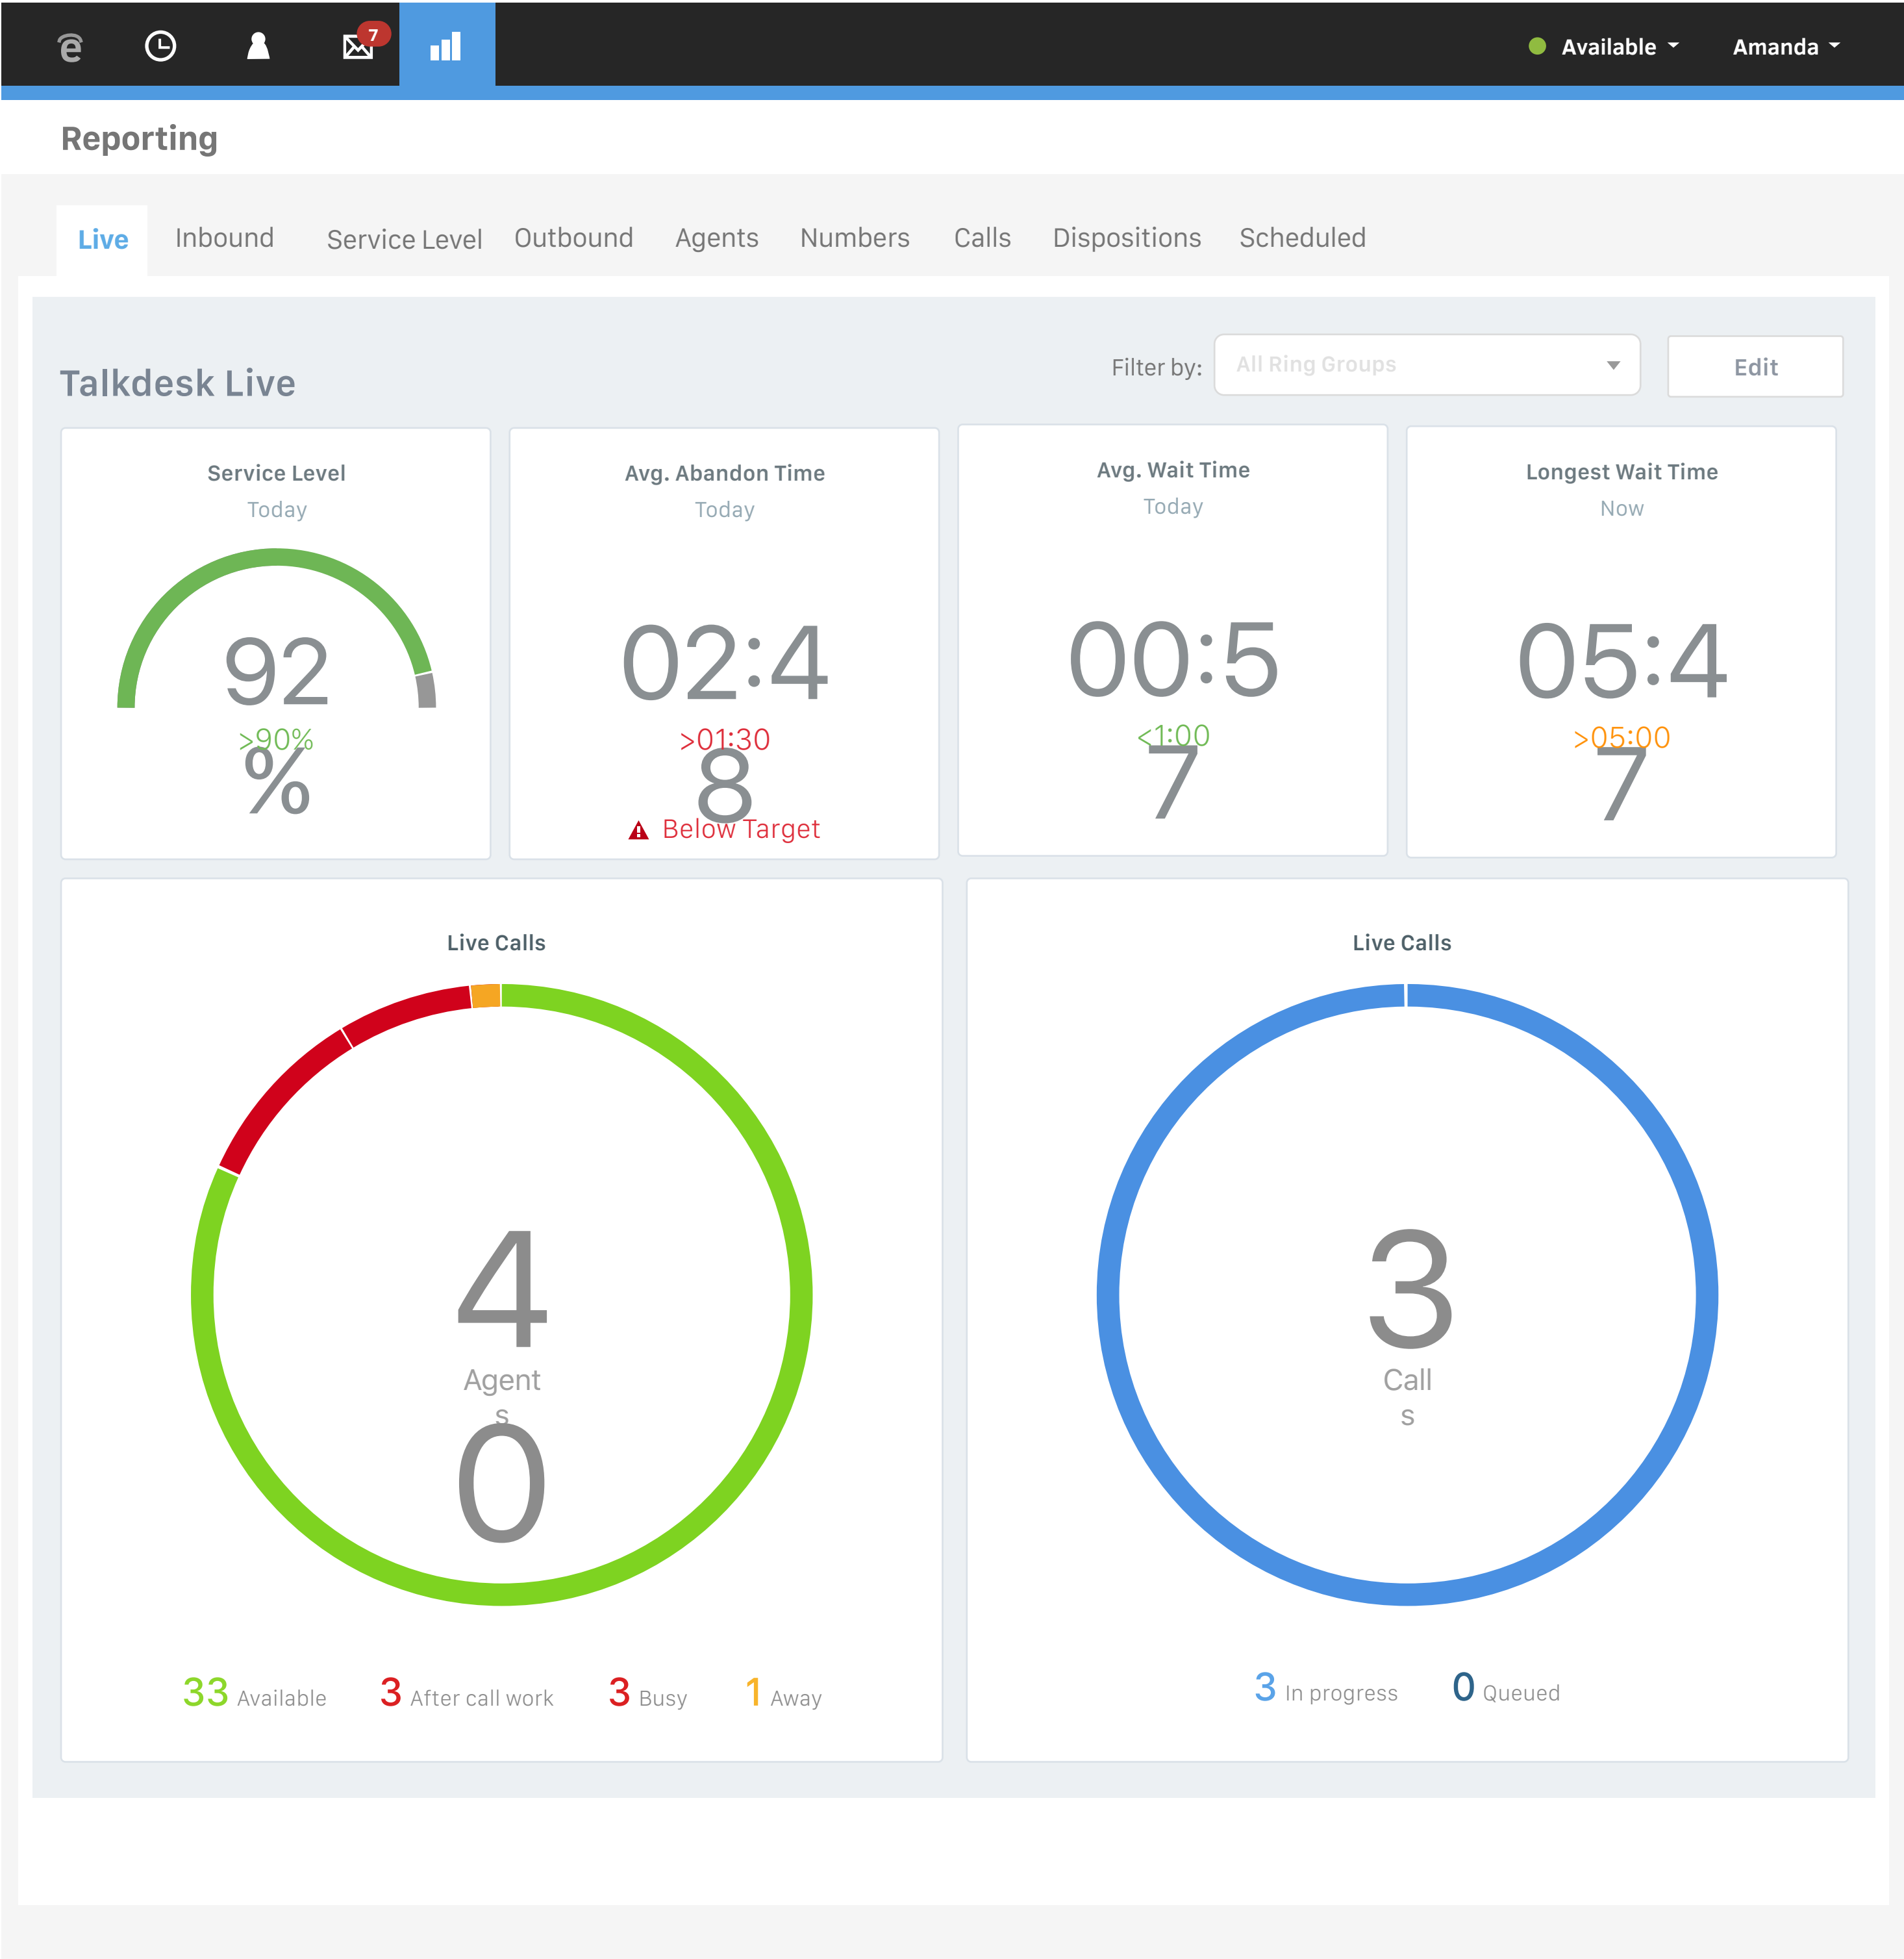 7
Available
Amanda
Reporting
Live
Inbound
Service Level
Outbound
Agents
Numbers
Calls
Dispositions
Scheduled
Talkdesk Live
Filter by:
All Ring Groups
Edit
Service Level
Today
92
>90%
%
Avg. Abandon Time
Today
02:4
>01:30
8
Below Target
Avg. Wait Time
Today
00:5
<1:00
7
Longest Wait Time
Now
05:4
>05:00
7
Live Calls
4
Agent
s
0
33 Available
3 After call work
3 Busy
1 Away
Live Calls
3
Call
s
3 In progress
0 Queued